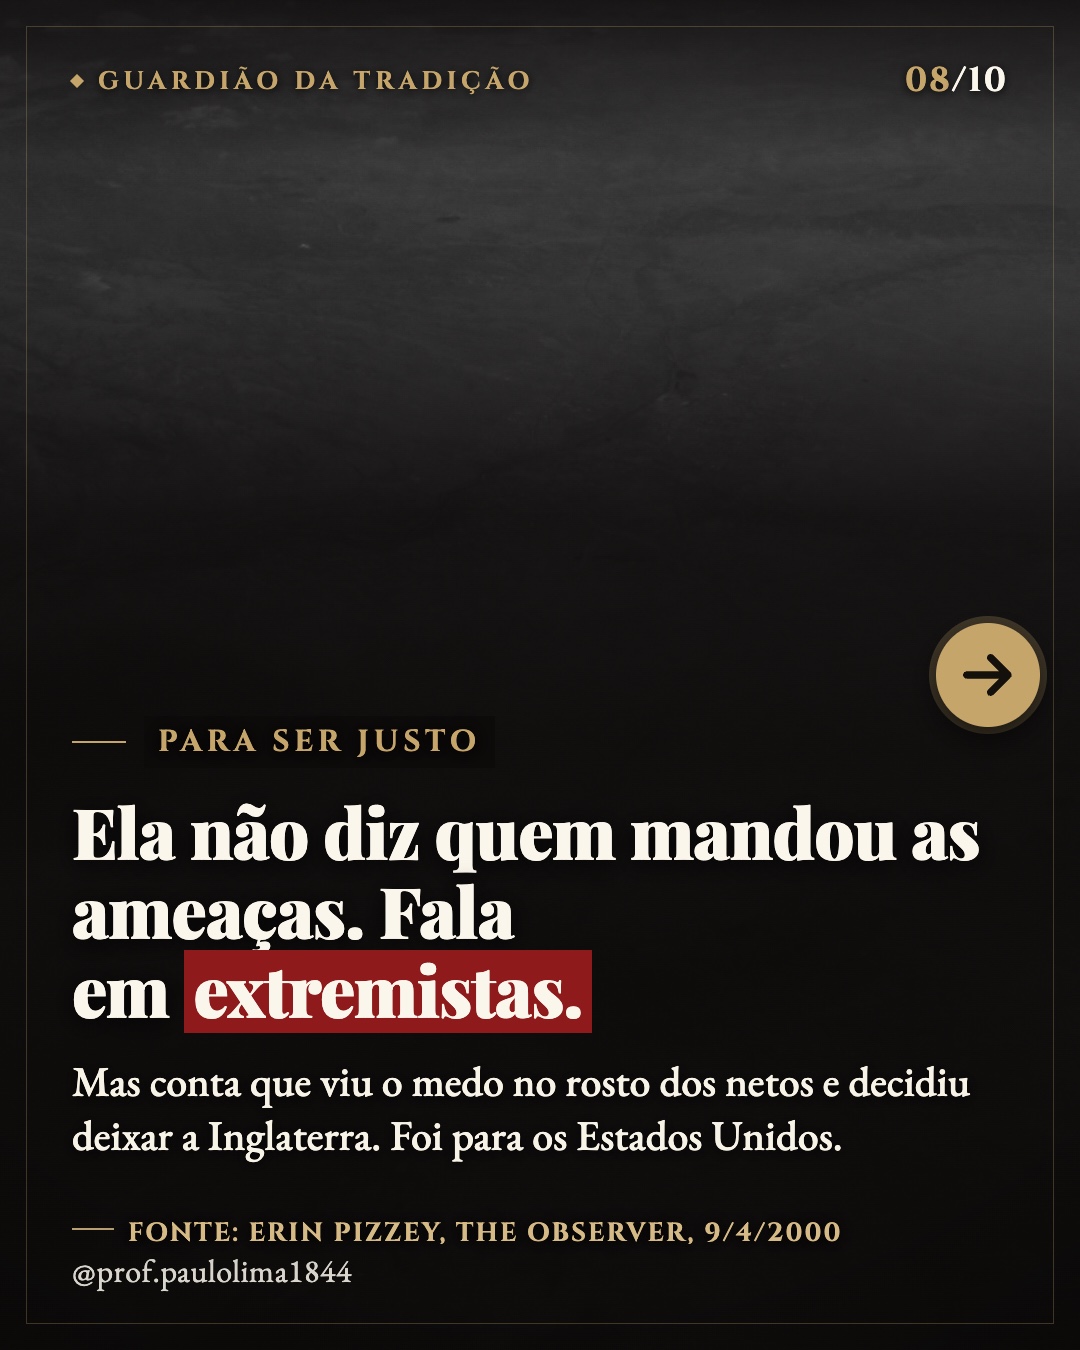 GUARDIÃO DA TRADIÇÃO
08/10
PARA SER JUSTO
Ela não diz quem mandou as
ameaças. Fala
em extremistas.
Mas conta que viu o medo no rosto dos netos e decidiu
deixar a Inglaterra. Foi para os Estados Unidos.
FONTE: ERIN PIZZEY, THE OBSERVER, 9/4/2000
@prof.paulolima1844